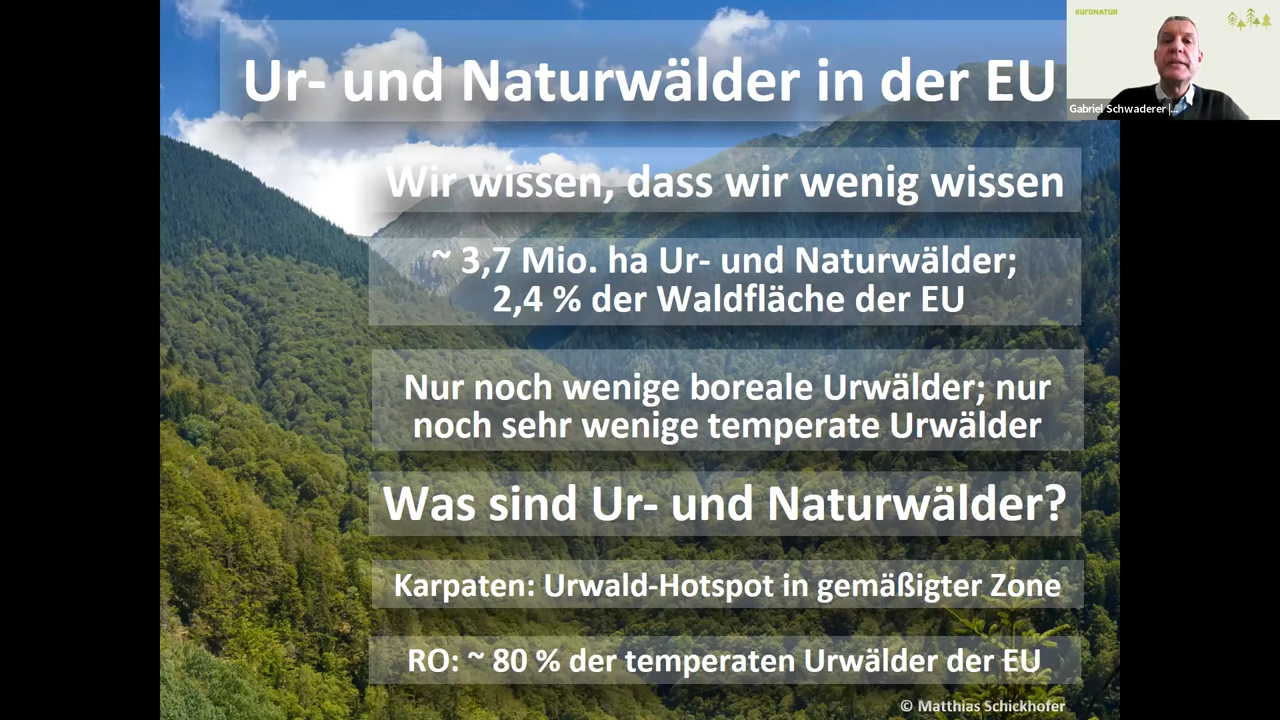 Ur- und Naturwälder in der EU
euronatur
Gabriel Schwaderer |...
Wir wissen, dass wir wenig wissen
~ 3,7 Mio. ha Ur- und Naturwälder;
2,4 % der Waldfläche der EU
Nur noch wenige boreale Urwälder; nur
noch sehr wenige temperate Urwälder
Was sind Ur- und Naturwälder?
Karpaten: Urwald-Hotspot in gemäßigter Zone
RO: ~ 80 % der temperaten Urwälder der EU
© Matthias Schickhofer